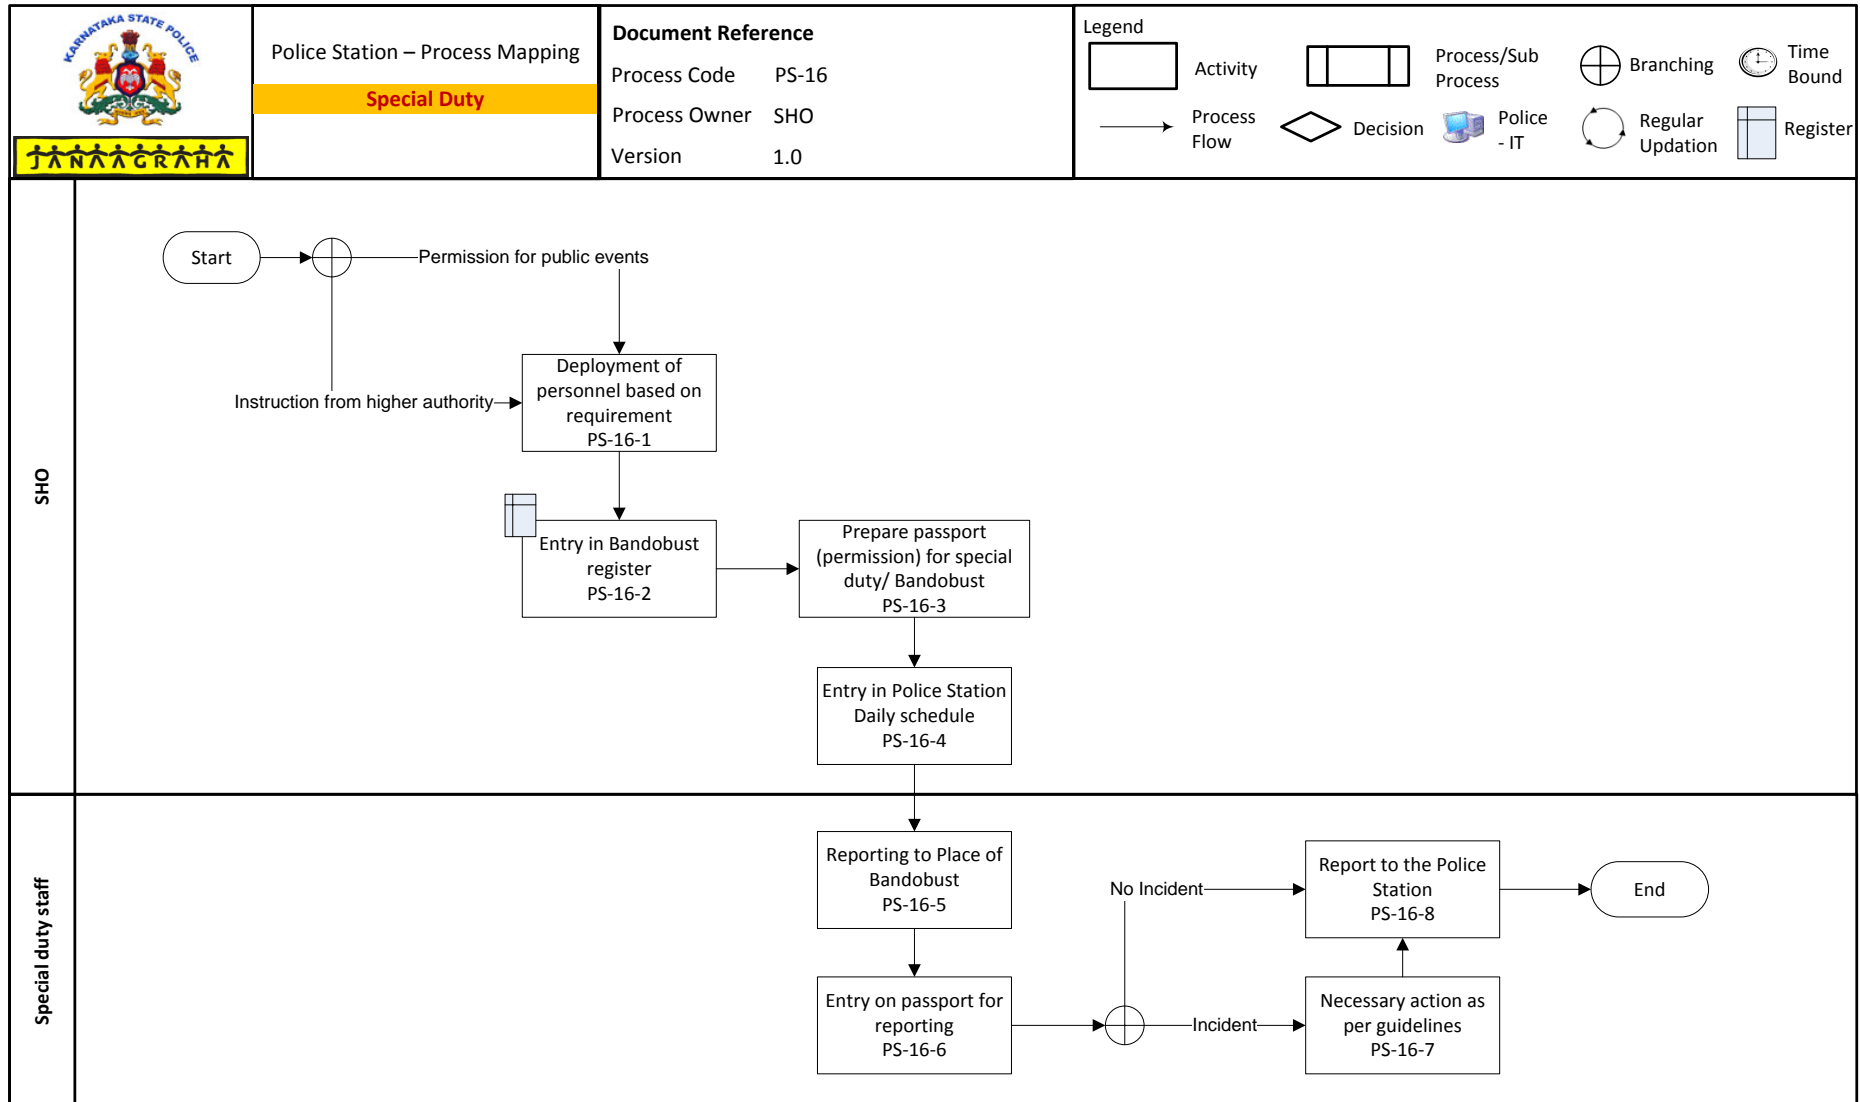 KARNATAKA STATE POLICE
JANAAGRAHA
Police Station – Process Mapping
Special Duty
Document Reference
Process Code PS-16
Process Owner SHO
Version 1.0
Legend
Activity
Process/Sub
Process
Branching
Time
Bound
Process
Flow
Decision
Police
- IT
Regular
Updation
Register
SHO
Start
Permission for public events
Instruction from higher authority
Deployment of
personnel based on
requirement
PS-16-1
Entry in Bandobust
register
PS-16-2
Prepare passport
(permission) for special
duty/ Bandobust
PS-16-3
Entry in Police Station
Daily schedule
PS-16-4
Special duty staff
Reporting to Place of
Bandobust
PS-16-5
Entry on passport for
reporting
PS-16-6
No Incident
Incident
Necessary action as
per guidelines
PS-16-7
Report to the Police
Station
PS-16-8
End